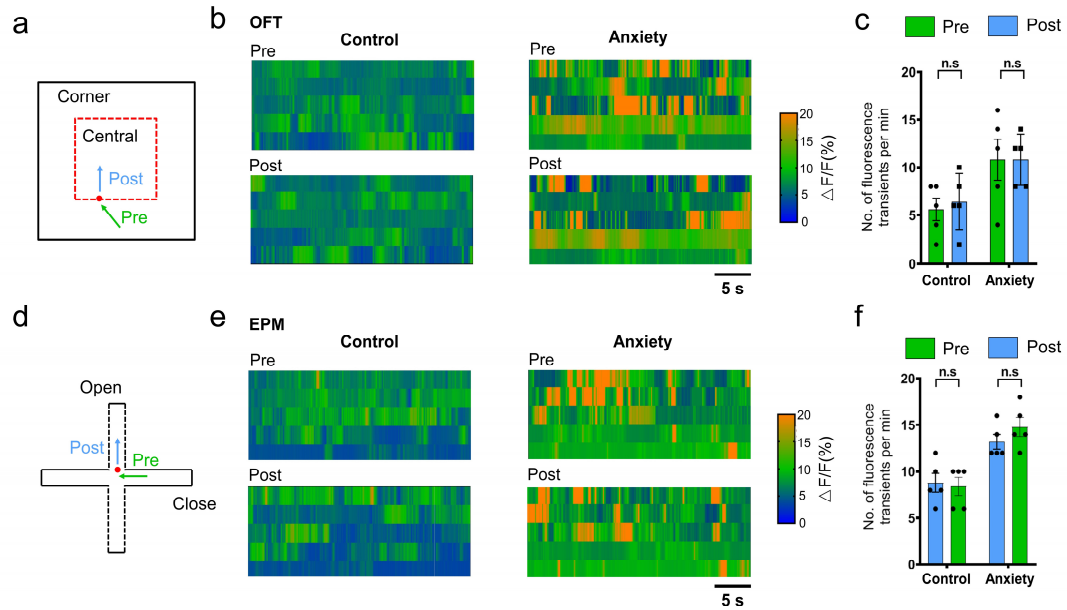 a
Corner
Central
Post
Pre
b
OFT
Control
Anxiety
Pre
Pre
Post
Post
20
15
10
5
0
△F/F(%)
5 s
c
Pre
Post
n.s
n.s
No. of fluorescence
transients per min
20
15
10
5
0
Control
Anxiety
d
Open
Post
Pre
Close
e
EPM
Control
Anxiety
Pre
Pre
Post
Post
20
15
10
5
0
△F/F(%)
5 s
f
Pre
Post
n.s
n.s
No. of fluorescence
transients per min
20
15
10
5
0
Control
Anxiety